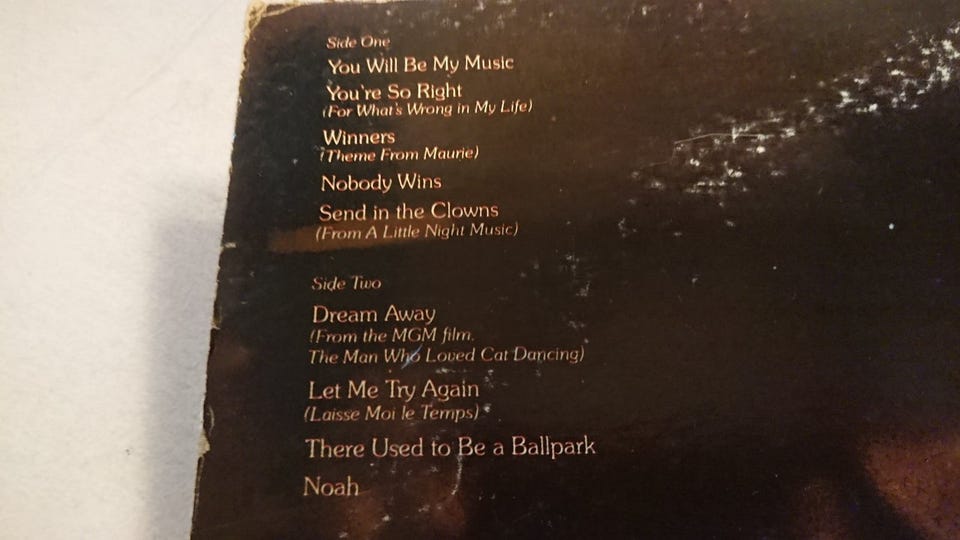 Side One
You Will Be My Music
You're So Right
(For What's Wrong in My Life)
Winners
(Theme From Maurie)
Nobody Wins
Send in the Clowns
(From A Little Night Music)
Side Two
Dream Away
(From the MGM film,
The Man Who Loved Cat Dancing)
Let Me Try Again
(Laisse Moi le Temps)
There Used to Be a Ballpark
Noah